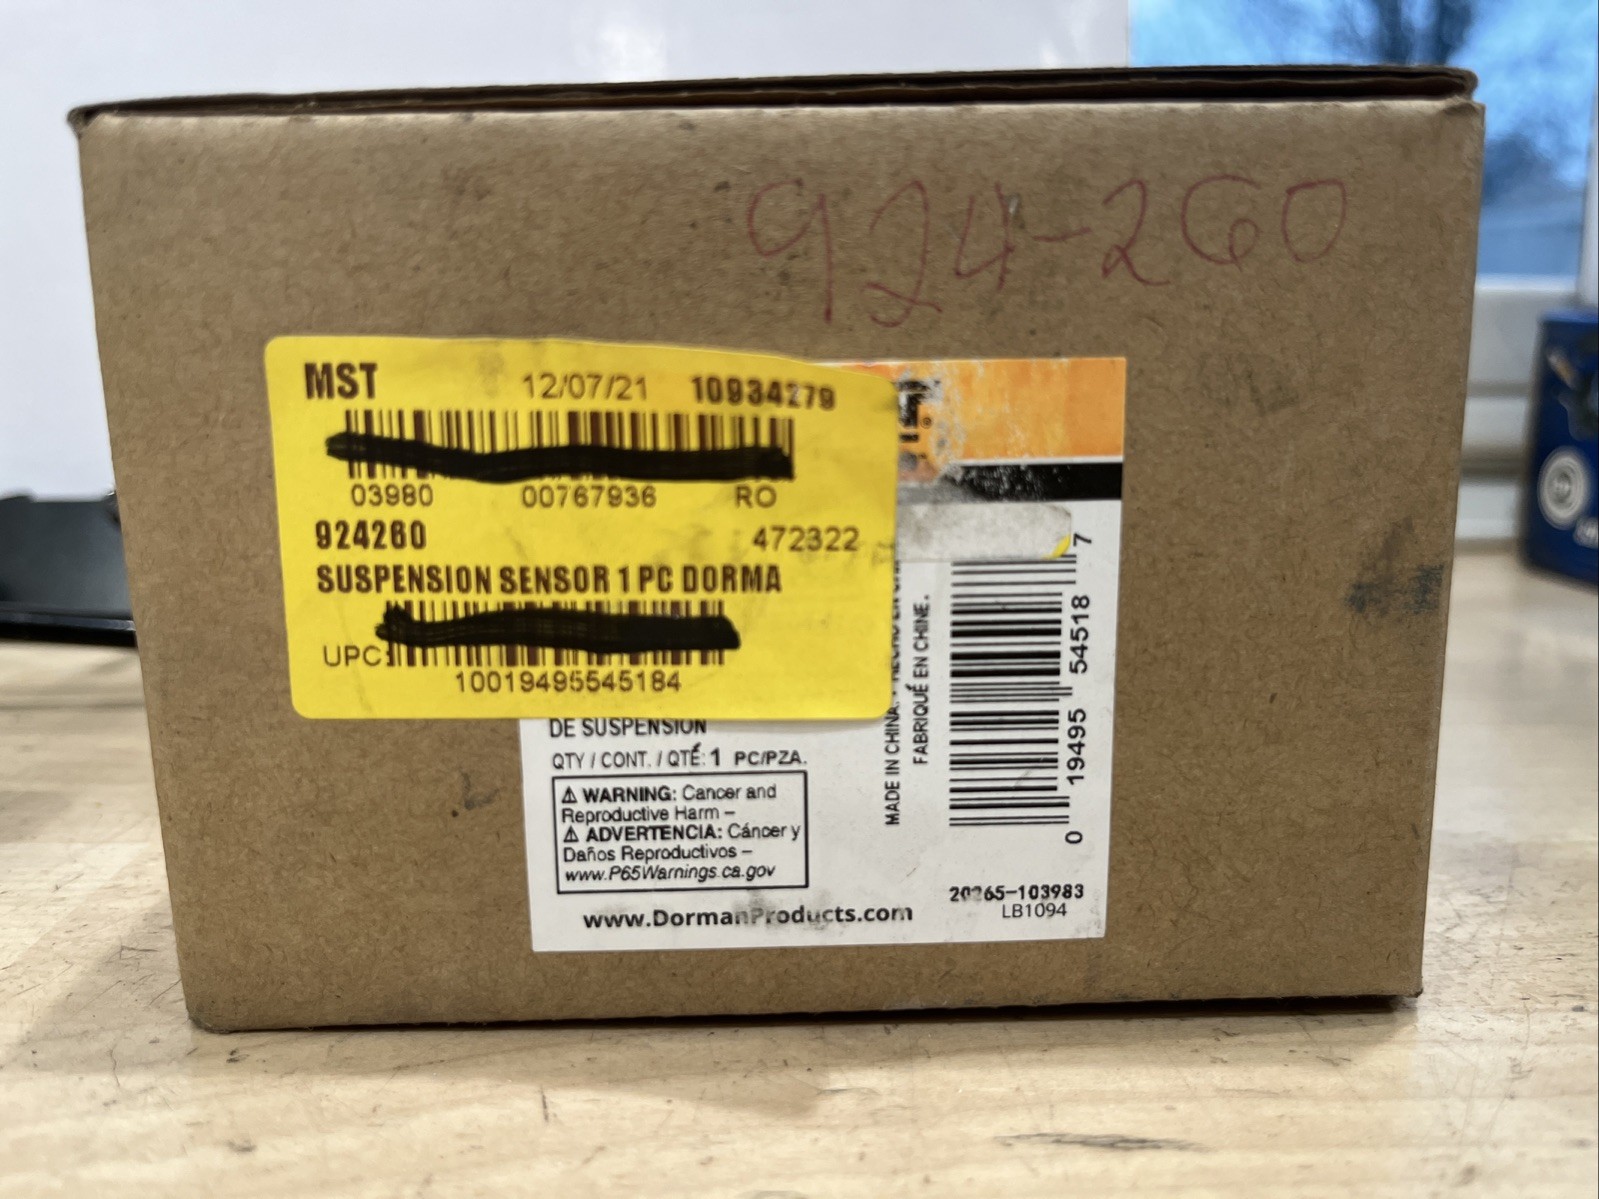 924-260
MST 12/07/21 10934279
03980 00767936 RO
924260 472322
SUSPENSION SENSOR 1 PC DORMA
UPC:
10019495545184
DE SUSPENSION
QTY / CONT. / QTÉ: 1 PC/PZA.
⚠ WARNING: Cancer and
Reproductive Harm –
⚠ ADVERTENCIA: Cáncer y
Daños Reproductivos –
www.P65Warnings.ca.gov
www.DormanProducts.com
MADE IN CHINA.
FABRIQUÉ EN CHINE.
0 19495 54518 7
20265-103983
LB1094